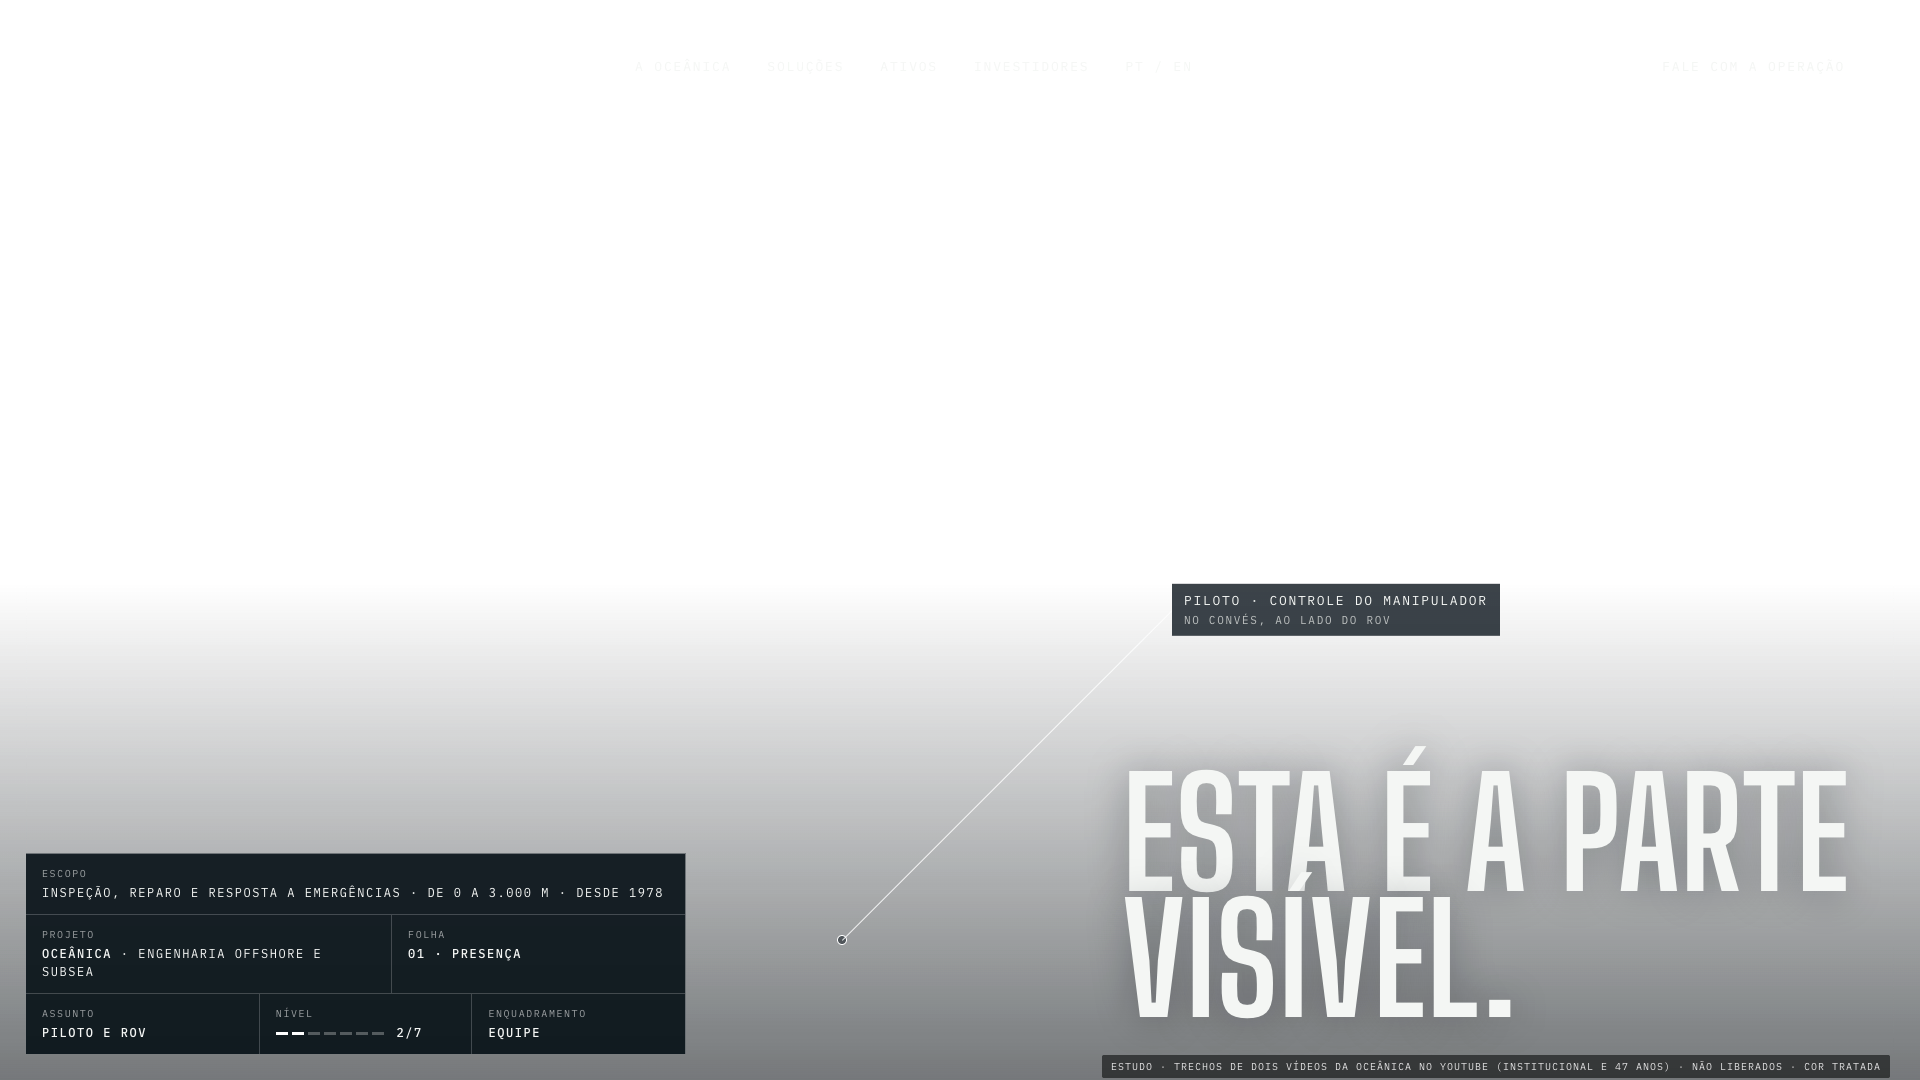 A OCEÂNICA SOLUÇÕES ATIVOS INVESTIDORES PT / EN FALE COM A OPERAÇÃO
PILOTO · CONTROLE DO MANIPULADOR
NO CONVÉS, AO LADO DO ROV
ESTA É A PARTE
VISÍVEL.
ESCOPO
INSPEÇÃO, REPARO E RESPOSTA A EMERGÊNCIAS · DE 0 A 3.000 M · DESDE 1978
PROJETO
OCEÂNICA · ENGENHARIA OFFSHORE E
SUBSEA
FOLHA
01 · PRESENÇA
ASSUNTO
PILOTO E ROV
NÍVEL
2/7
ENQUADRAMENTO
EQUIPE
ESTUDO · TRECHOS DE DOIS VÍDEOS DA OCEÂNICA NO YOUTUBE (INSTITUCIONAL E 47 ANOS) · NÃO LIBERADOS · COR TRATADA